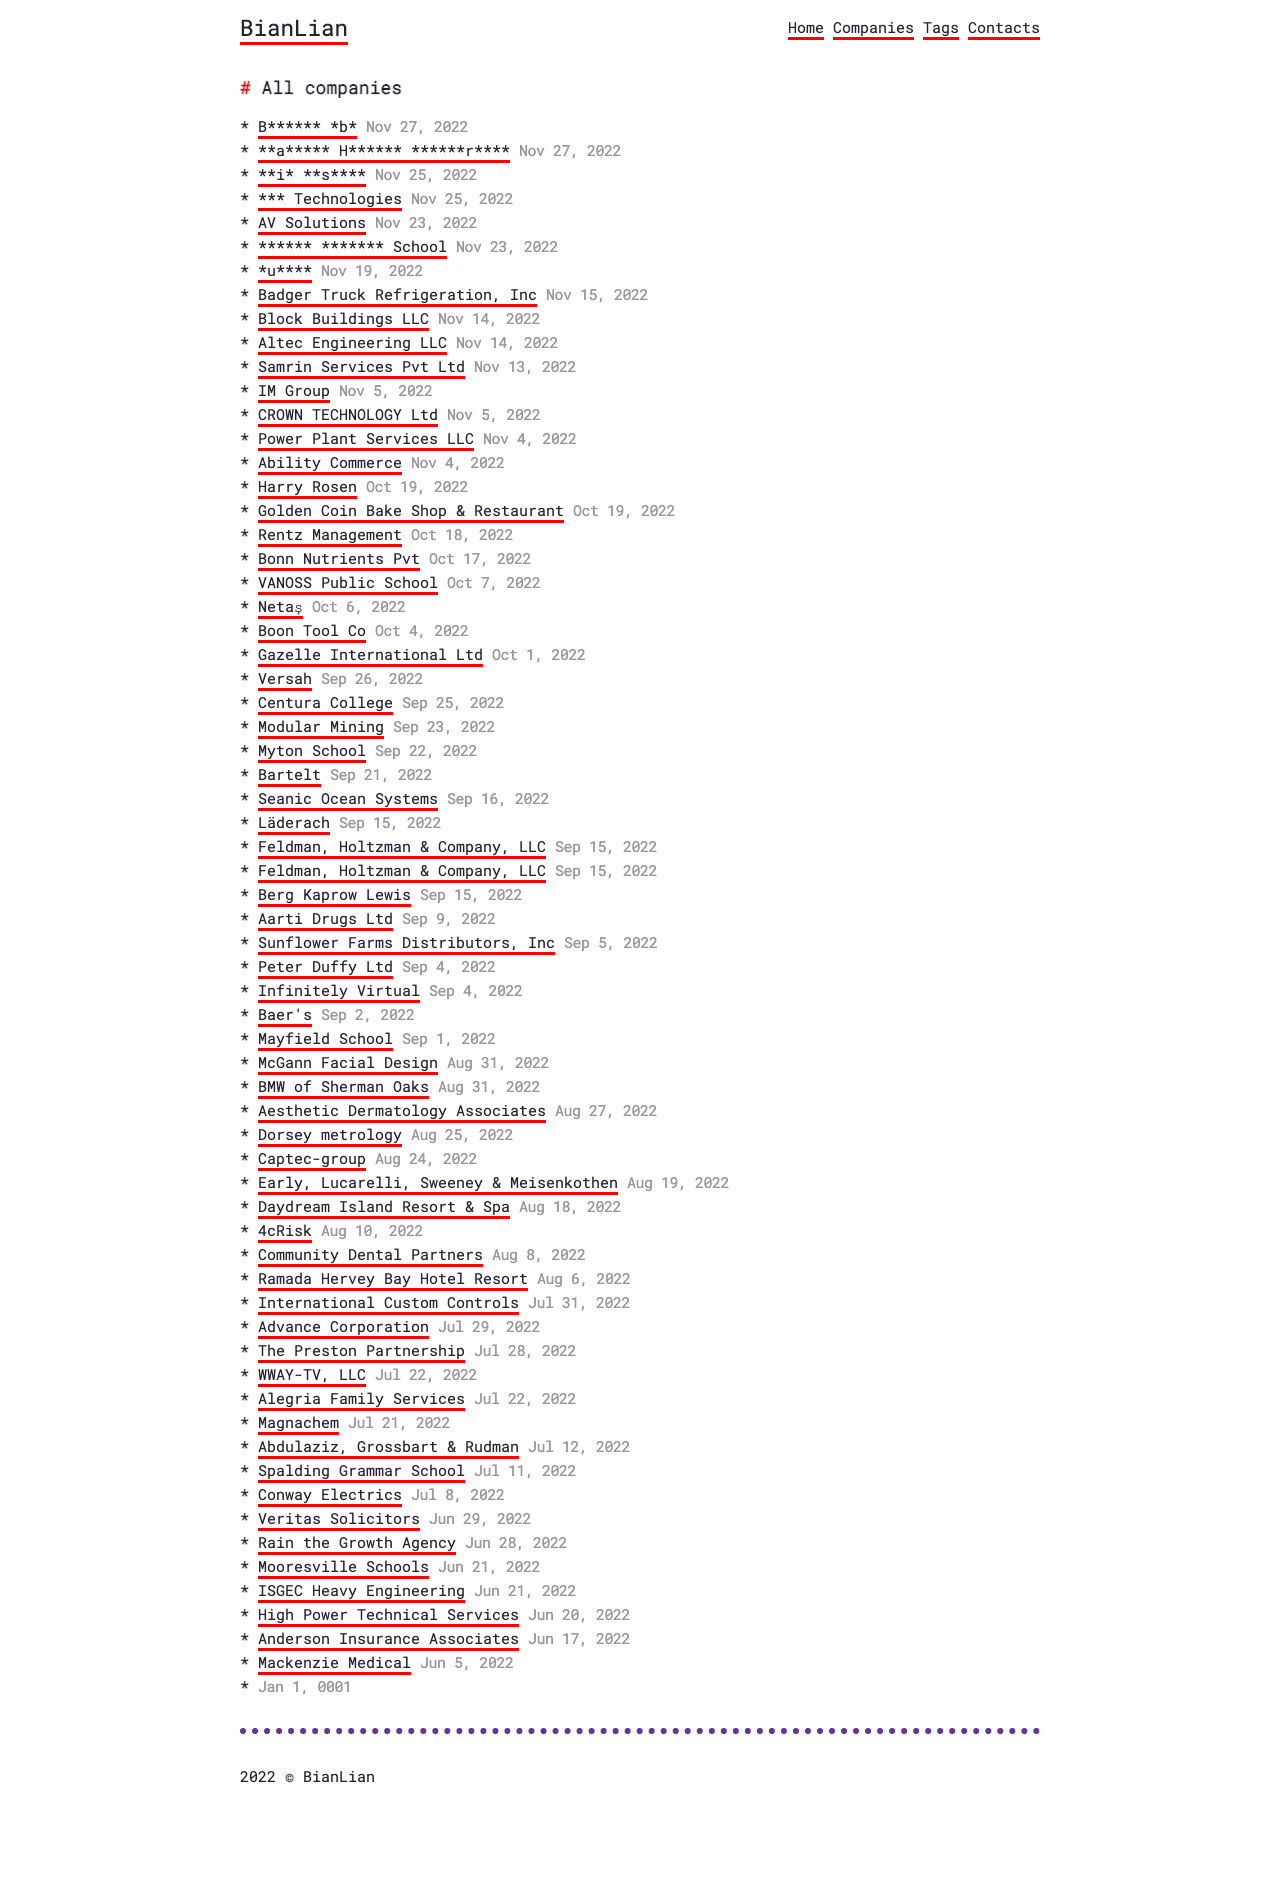 BianLian
Home Companies Tags Contacts
# All companies
* B****** *b* Nov 27, 2022
* **a***** H****** ******r**** Nov 27, 2022
* **i* **s**** Nov 25, 2022
* *** Technologies Nov 25, 2022
* AV Solutions Nov 23, 2022
* ****** ******* School Nov 23, 2022
* *u**** Nov 19, 2022
* Badger Truck Refrigeration, Inc Nov 15, 2022
* Block Buildings LLC Nov 14, 2022
* Altec Engineering LLC Nov 14, 2022
* Samrin Services Pvt Ltd Nov 13, 2022
* IM Group Nov 5, 2022
* CROWN TECHNOLOGY Ltd Nov 5, 2022
* Power Plant Services LLC Nov 4, 2022
* Ability Commerce Nov 4, 2022
* Harry Rosen Oct 19, 2022
* Golden Coin Bake Shop & Restaurant Oct 19, 2022
* Rentz Management Oct 18, 2022
* Bonn Nutrients Pvt Oct 17, 2022
* VANOSS Public School Oct 7, 2022
* Netaş Oct 6, 2022
* Boon Tool Co Oct 4, 2022
* Gazelle International Ltd Oct 1, 2022
* Versah Sep 26, 2022
* Centura College Sep 25, 2022
* Modular Mining Sep 23, 2022
* Myton School Sep 22, 2022
* Bartelt Sep 21, 2022
* Seanic Ocean Systems Sep 16, 2022
* Läderach Sep 15, 2022
* Feldman, Holtzman & Company, LLC Sep 15, 2022
* Feldman, Holtzman & Company, LLC Sep 15, 2022
* Berg Kaprow Lewis Sep 15, 2022
* Aarti Drugs Ltd Sep 9, 2022
* Sunflower Farms Distributors, Inc Sep 5, 2022
* Peter Duffy Ltd Sep 4, 2022
* Infinitely Virtual Sep 4, 2022
* Baer's Sep 2, 2022
* Mayfield School Sep 1, 2022
* McGann Facial Design Aug 31, 2022
* BMW of Sherman Oaks Aug 31, 2022
* Aesthetic Dermatology Associates Aug 27, 2022
* Dorsey metrology Aug 25, 2022
* Captec-group Aug 24, 2022
* Early, Lucarelli, Sweeney & Meisenkothen Aug 19, 2022
* Daydream Island Resort & Spa Aug 18, 2022
* 4cRisk Aug 10, 2022
* Community Dental Partners Aug 8, 2022
* Ramada Hervey Bay Hotel Resort Aug 6, 2022
* International Custom Controls Jul 31, 2022
* Advance Corporation Jul 29, 2022
* The Preston Partnership Jul 28, 2022
* WWAY-TV, LLC Jul 22, 2022
* Alegria Family Services Jul 22, 2022
* Magnachem Jul 21, 2022
* Abdulaziz, Grossbart & Rudman Jul 12, 2022
* Spalding Grammar School Jul 11, 2022
* Conway Electrics Jul 8, 2022
* Veritas Solicitors Jun 29, 2022
* Rain the Growth Agency Jun 28, 2022
* Mooresville Schools Jun 21, 2022
* ISGEC Heavy Engineering Jun 21, 2022
* High Power Technical Services Jun 20, 2022
* Anderson Insurance Associates Jun 17, 2022
* Mackenzie Medical Jun 5, 2022
* Jan 1, 0001
2022 © BianLian